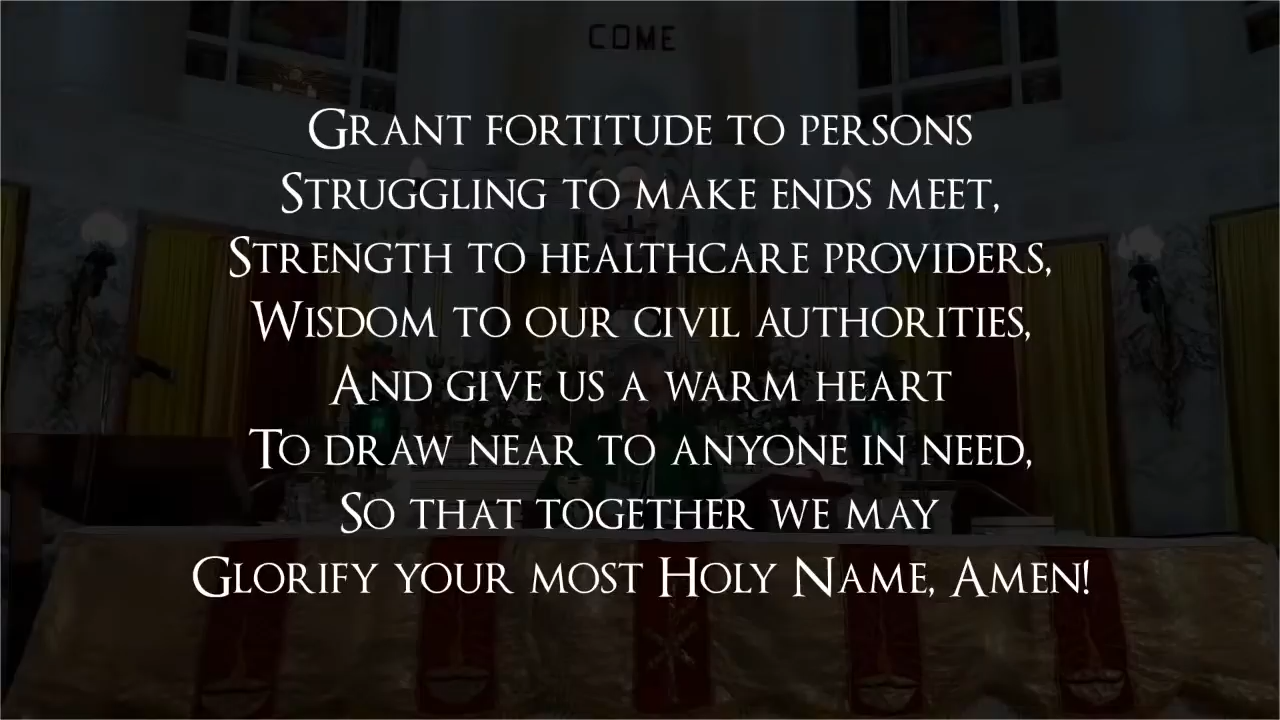 COME
Grant fortitude to persons
Struggling to make ends meet,
Strength to healthcare providers,
Wisdom to our civil authorities,
And give us a warm heart
To draw near to anyone in need,
So that together we may
Glorify your most Holy Name, Amen!